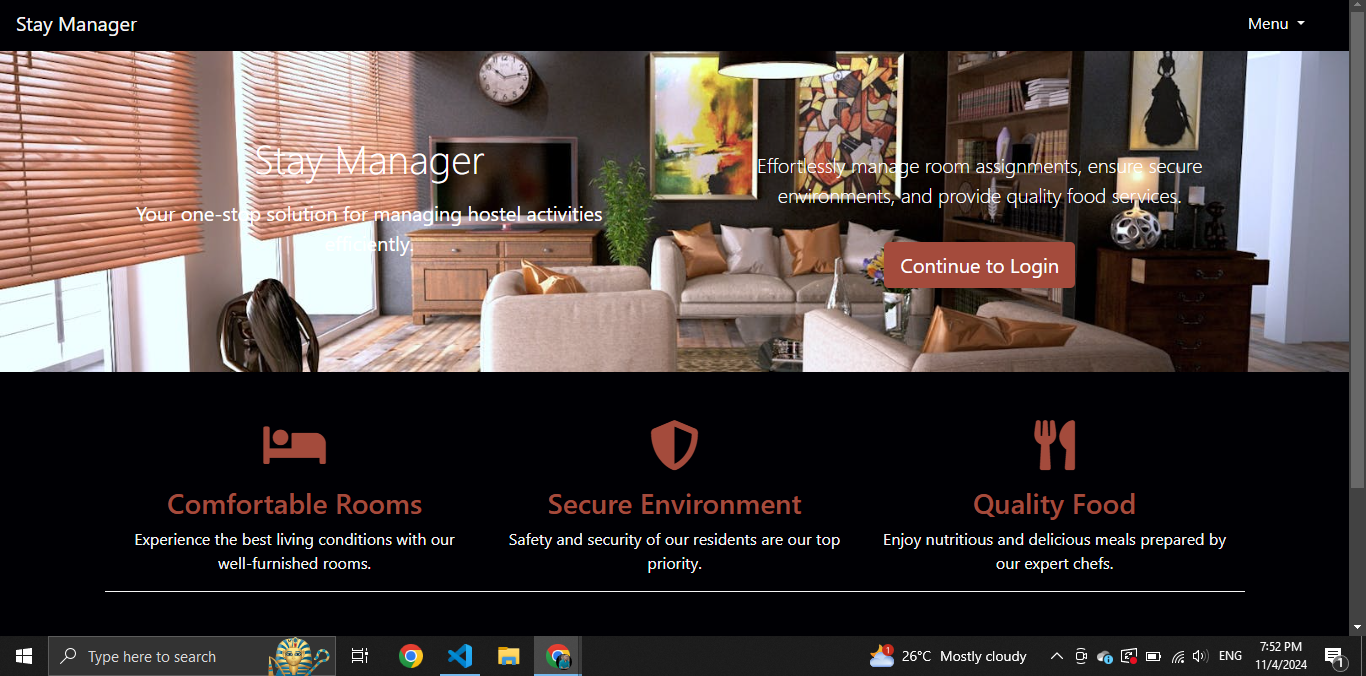 Stay Manager
Menu
Stay Manager
Your one-stop solution for managing hostel activities
efficiently.
Effortlessly manage room assignments, ensure secure
environments, and provide quality food services.
Continue to Login
Comfortable Rooms
Experience the best living conditions with our
well-furnished rooms.
Secure Environment
Safety and security of our residents are our top
priority.
Quality Food
Enjoy nutritious and delicious meals prepared by
our expert chefs.
Type here to search
1
26°C Mostly cloudy
ENG
7:52 PM
11/4/2024
1